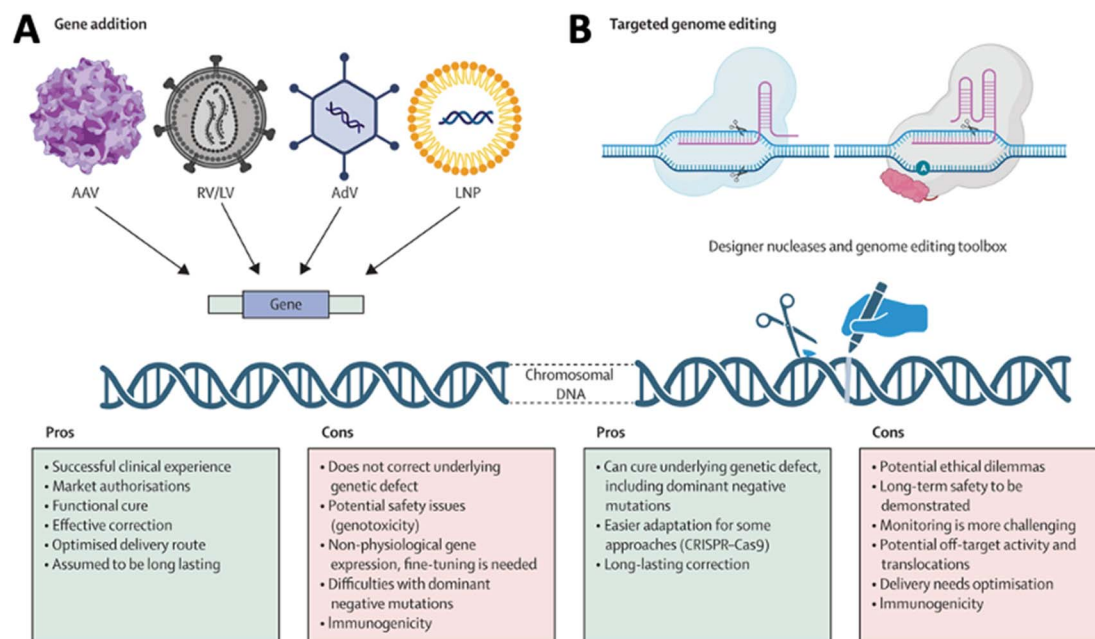 A Gene addition
AAV
RV/LV
AdV
LNP
Gene
B Targeted genome editing
A
Designer nucleases and genome editing toolbox
Chromosomal
DNA
Pros
• Successful clinical experience
• Market authorisations
• Functional cure
• Effective correction
• Optimised delivery route
• Assumed to be long lasting
Cons
• Does not correct underlying
genetic defect
• Potential safety issues
(genotoxicity)
• Non-physiological gene
expression, fine-tuning is needed
• Difficulties with dominant
negative mutations
• Immunogenicity
Pros
• Can cure underlying genetic defect,
including dominant negative
mutations
• Easier adaptation for some
approaches (CRISPR–Cas9)
• Long-lasting correction
Cons
• Potential ethical dilemmas
• Long-term safety to be
demonstrated
• Monitoring is more challenging
• Potential off-target activity and
translocations
• Delivery needs optimisation
• Immunogenicity